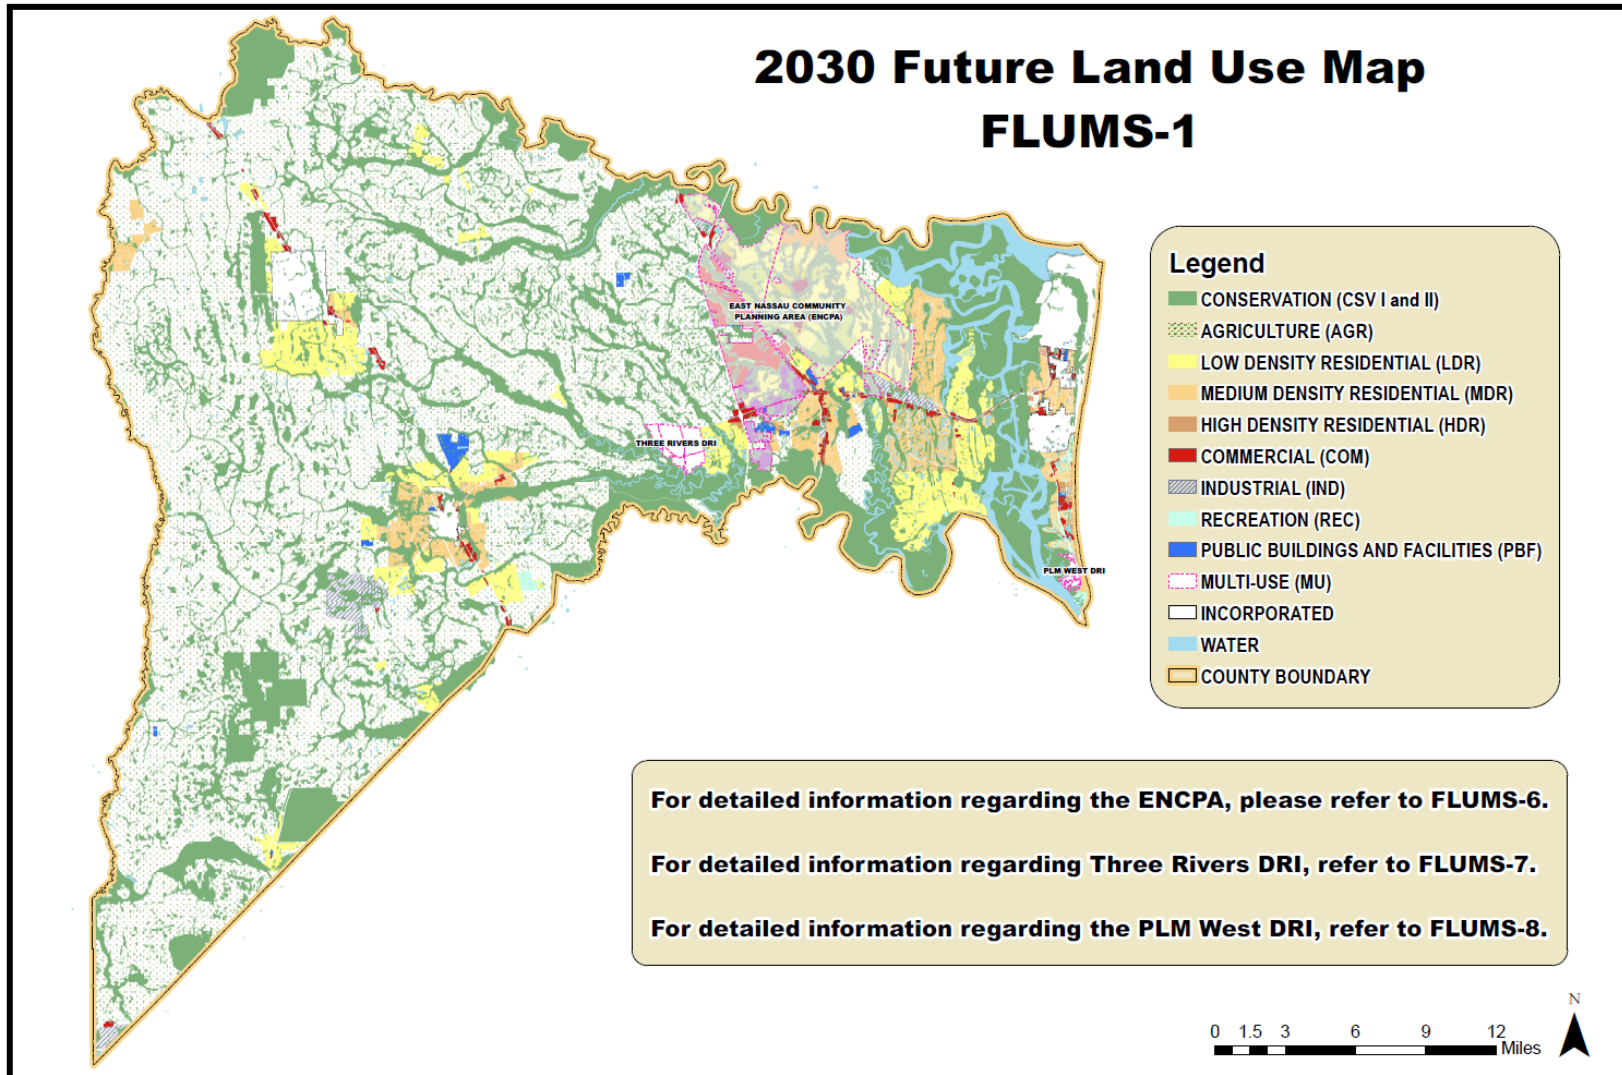 2030 Future Land Use Map
FLUMS-1
EAST NASSAU COMMUNITY
PLANNING AREA (ENCPA)
THREE RIVERS DRI
PLM WEST DRI
Legend
CONSERVATION (CSV I and II)
AGRICULTURE (AGR)
LOW DENSITY RESIDENTIAL (LDR)
MEDIUM DENSITY RESIDENTIAL (MDR)
HIGH DENSITY RESIDENTIAL (HDR)
COMMERCIAL (COM)
INDUSTRIAL (IND)
RECREATION (REC)
PUBLIC BUILDINGS AND FACILITIES (PBF)
MULTI-USE (MU)
INCORPORATED
WATER
COUNTY BOUNDARY
For detailed information regarding the ENCPA, please refer to FLUMS-6.
For detailed information regarding Three Rivers DRI, refer to FLUMS-7.
For detailed information regarding the PLM West DRI, refer to FLUMS-8.
N
0 1.5 3 6 9 12
Miles